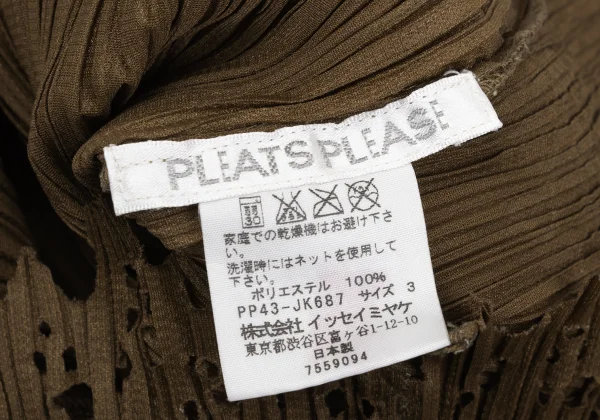 PLEATS PLEASE
30
家庭での乾燥機はお避け下さ
い。
洗濯時にはネットを使用して
下さい。
ポリエステル 100%
PP43-JK687 サイズ 3
株式会社 イッセイミヤケ
東京都渋谷区富ヶ谷1-12-10
日本製
7559094